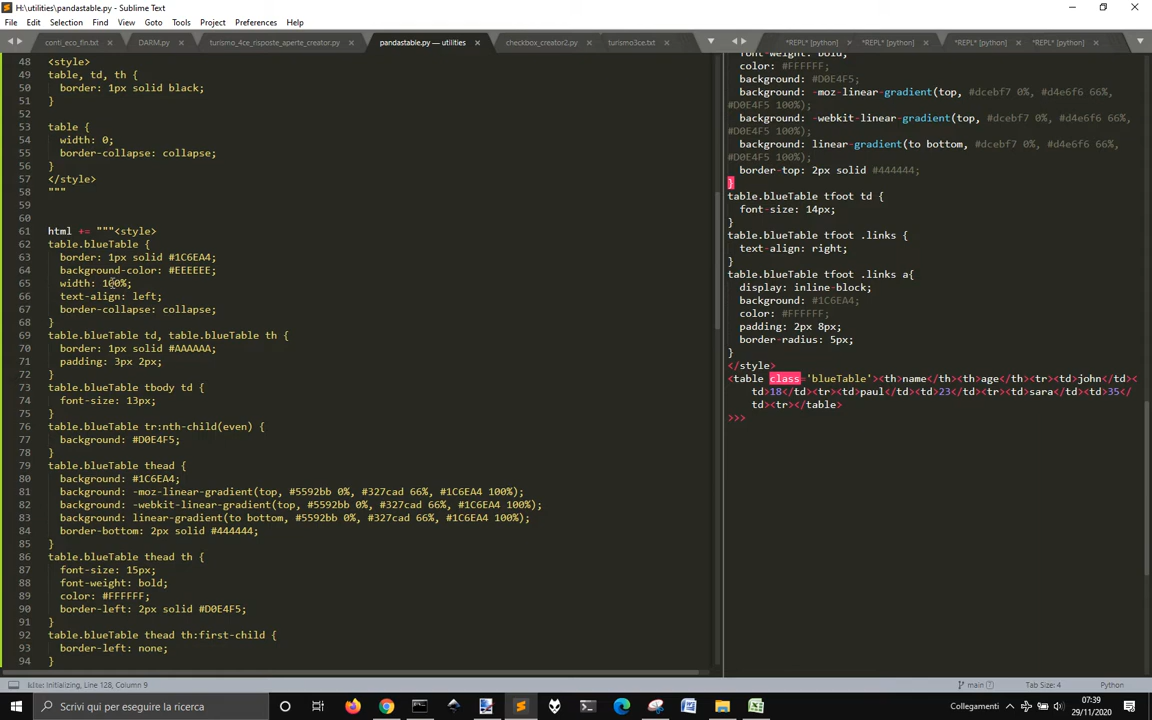 H:\utilities\pandastable.py - Sublime Text
File Edit Selection Find View Goto Tools Project Preferences Help
conti_eco_fin.txt DARM.py turismo_4ce_risposte_aperte_creator.py pandastable.py — utilities checkbox_creator2.py turismo3ce.txt *REPL* [python] *REPL* [python] *REPL* [python] *REPL* [python]
48 <style>
49 table, td, th {
50 border: 1px solid black;
51 }
52
53 table {
54 width: 0;
55 border-collapse: collapse;
56 }
57 </style>
58 """
59
60
61 html += """<style>
62 table.blueTable {
63 border: 1px solid #1C6EA4;
64 background-color: #EEEEEE;
65 width: 100%;
66 text-align: left;
67 border-collapse: collapse;
68 }
69 table.blueTable td, table.blueTable th {
70 border: 1px solid #AAAAAA;
71 padding: 3px 2px;
72 }
73 table.blueTable tbody td {
74 font-size: 13px;
75 }
76 table.blueTable tr:nth-child(even) {
77 background: #D0E4F5;
78 }
79 table.blueTable thead {
80 background: #1C6EA4;
81 background: -moz-linear-gradient(top, #5592bb 0%, #327cad 66%, #1C6EA4 100%);
82 background: -webkit-linear-gradient(top, #5592bb 0%, #327cad 66%, #1C6EA4 100%);
83 background: linear-gradient(to bottom, #5592bb 0%, #327cad 66%, #1C6EA4 100%);
84 border-bottom: 2px solid #444444;
85 }
86 table.blueTable thead th {
87 font-size: 15px;
88 font-weight: bold;
89 color: #FFFFFF;
90 border-left: 2px solid #D0E4F5;
91 }
92 table.blueTable thead th:first-child {
93 border-left: none;
94 }
font-weight: bold;
color: #FFFFFF;
background: #D0E4F5;
background: -moz-linear-gradient(top, #dcebf7 0%, #d4e6f6 66%,
#D0E4F5 100%);
background: -webkit-linear-gradient(top, #dcebf7 0%, #d4e6f6 66%,
#D0E4F5 100%);
background: linear-gradient(to bottom, #dcebf7 0%, #d4e6f6 66%,
#D0E4F5 100%);
border-top: 2px solid #444444;
}
table.blueTable tfoot td {
font-size: 14px;
}
table.blueTable tfoot .links {
text-align: right;
}
table.blueTable tfoot .links a{
display: inline-block;
background: #1C6EA4;
color: #FFFFFF;
padding: 2px 8px;
border-radius: 5px;
}
</style>
<table class='blueTable'><th>name</th><th>age</th><tr><td>john</td><
td>18</td><tr><td>paul</td><td>23</td><tr><td>sara</td><td>35</
td><tr></table>
>>>
Initializing, Line 128, Column 9 main Tab Size: 4 Python
Scrivi qui per eseguire la ricerca Collegamenti 07:39
29/11/2020